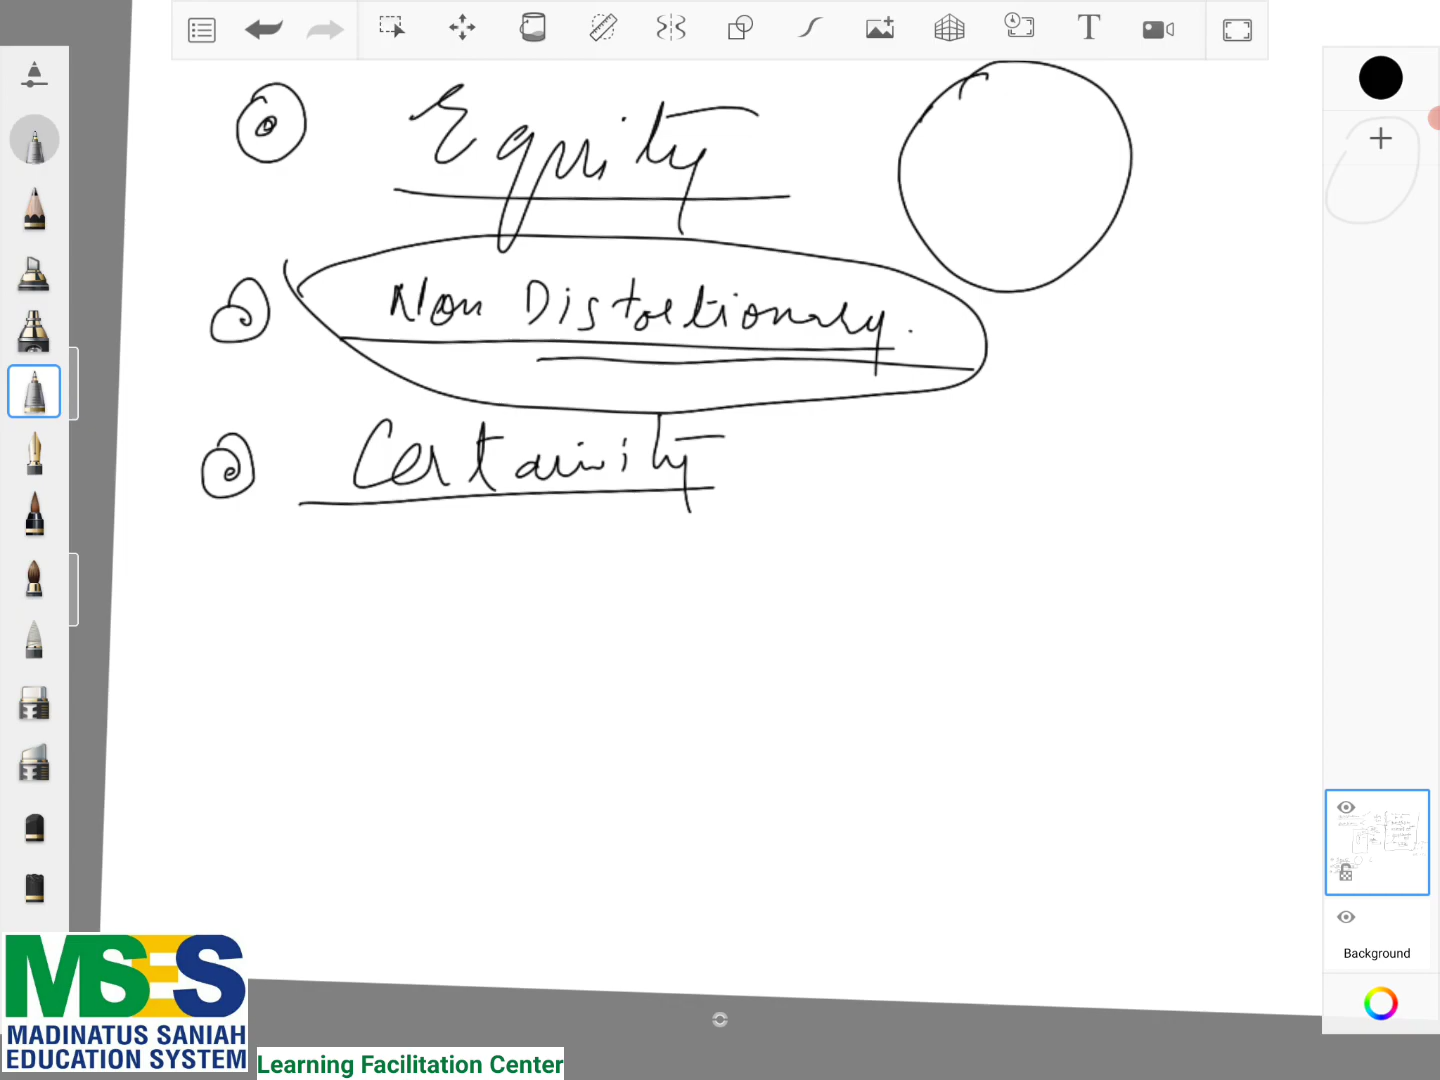 T
Equity
Non Distortionary.
Certainity
Background
MSES
MADINATUS SANIAH
EDUCATION SYSTEM
Learning Facilitation Center